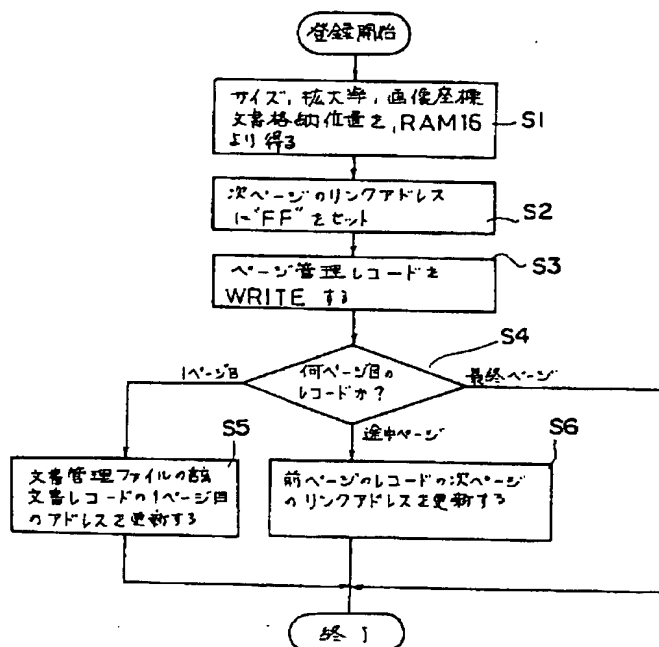 登録開始
サイズ, 拡大率, 画像座標
文書格納位置を, RAM16
より得る
S1
次ページのリンクアドレス
に"FF"をセット
S2
ページ管理レコードを
WRITE する
S3
S4
何ページ目の
レコードか?
1ページ目
最終ページ
途中ページ
S5
文書管理ファイルの該
文書レコードの1ページ目
のアドレスを更新する
S6
前ページのレコードの次ページ
のリンクアドレスを更新する
終了